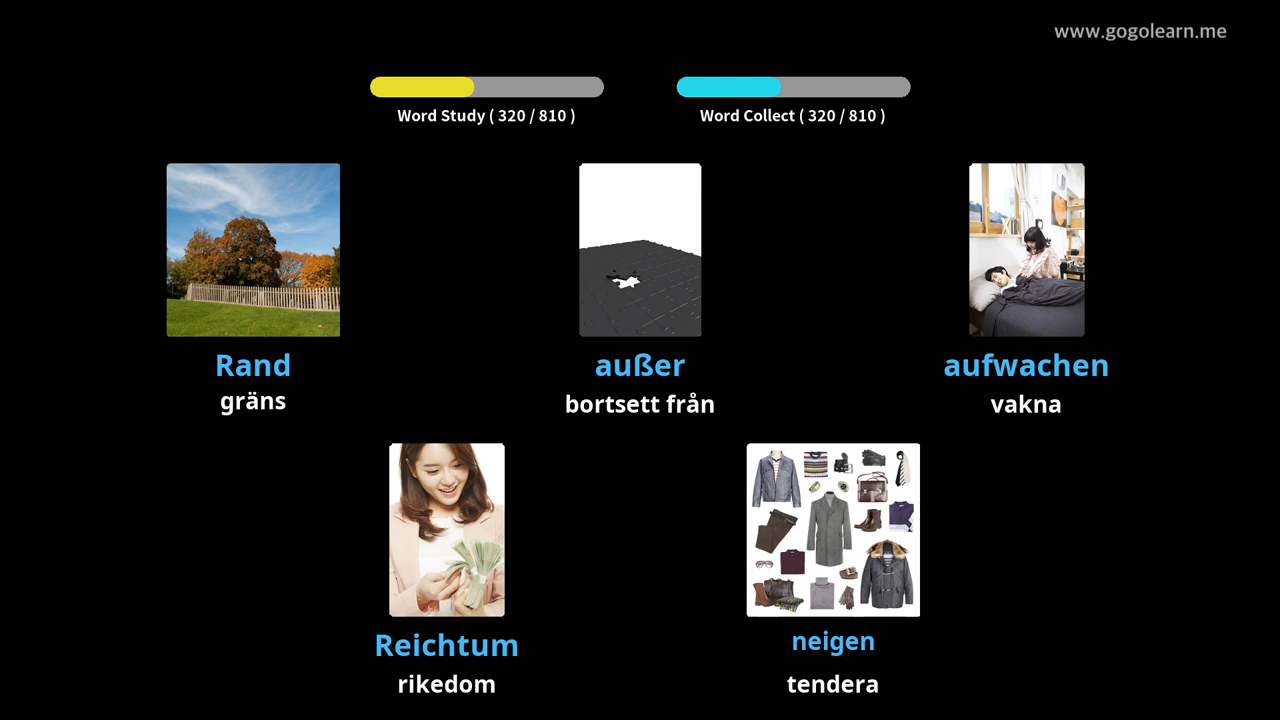 www.gogolearn.me
Word Study ( 320 / 810 )
Word Collect ( 320 / 810 )
Rand
gräns
außer
bortsett från
aufwachen
vakna
Reichtum
rikedom
neigen
tendera